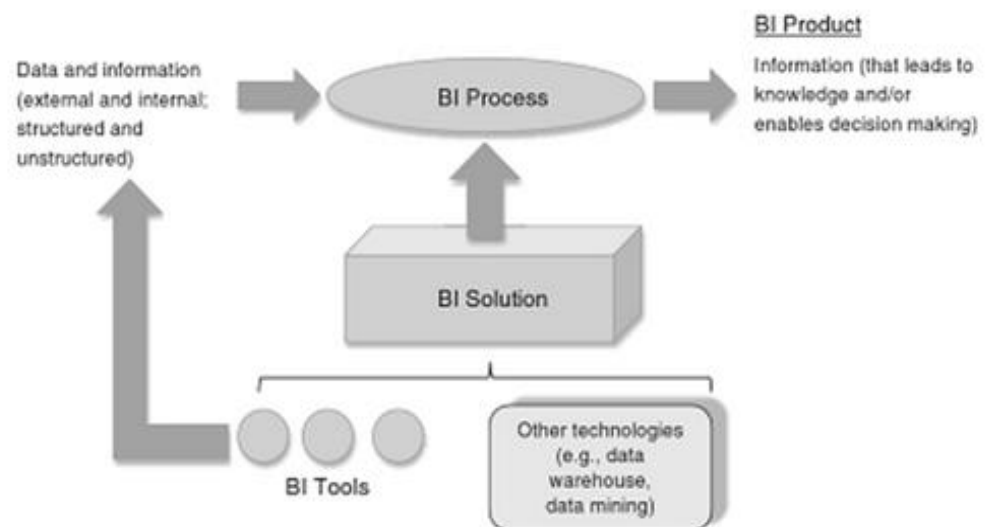 Data and information
(external and internal;
structured and
unstructured)
BI Process
BI Product
Information (that leads to
knowledge and/or
enables decision making)
BI Solution
BI Tools
Other technologies
(e.g., data
warehouse,
data mining)